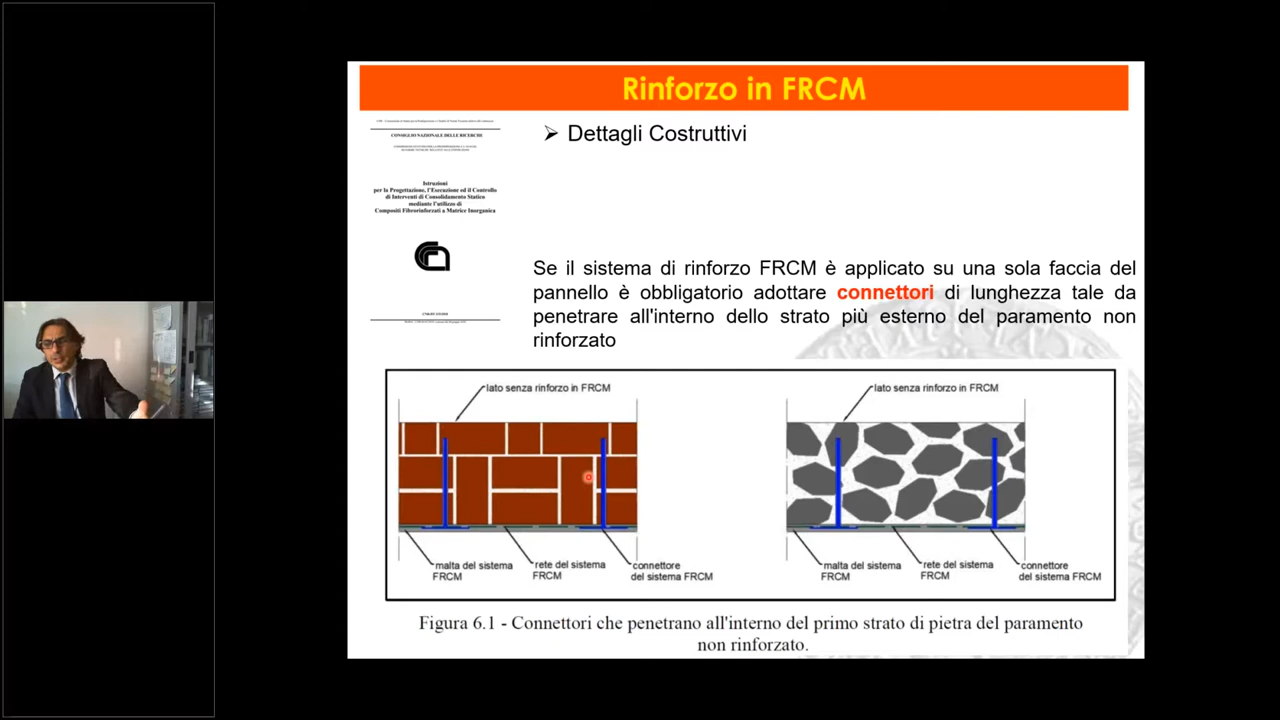 Rinforzo in FRCM
CONSIGLIO NAZIONALE DELLE RICERCHE
Istruzioni
per la Progettazione, l'Esecuzione ed il Controllo
di Interventi di Consolidamento Statico
mediante l'utilizzo di
Compositi Fibrorinforzati a Matrice Inorganica
➢ Dettagli Costruttivi
Se il sistema di rinforzo FRCM è applicato su una sola faccia del
pannello è obbligatorio adottare connettori di lunghezza tale da
penetrare all'interno dello strato più esterno del paramento non
rinforzato
lato senza rinforzo in FRCM
malta del sistema
FRCM
rete del sistema
FRCM
connettore
del sistema FRCM
lato senza rinforzo in FRCM
malta del sistema
FRCM
rete del sistema
FRCM
connettore
del sistema FRCM
Figura 6.1 - Connettori che penetrano all'interno del primo strato di pietra del paramento
non rinforzato.